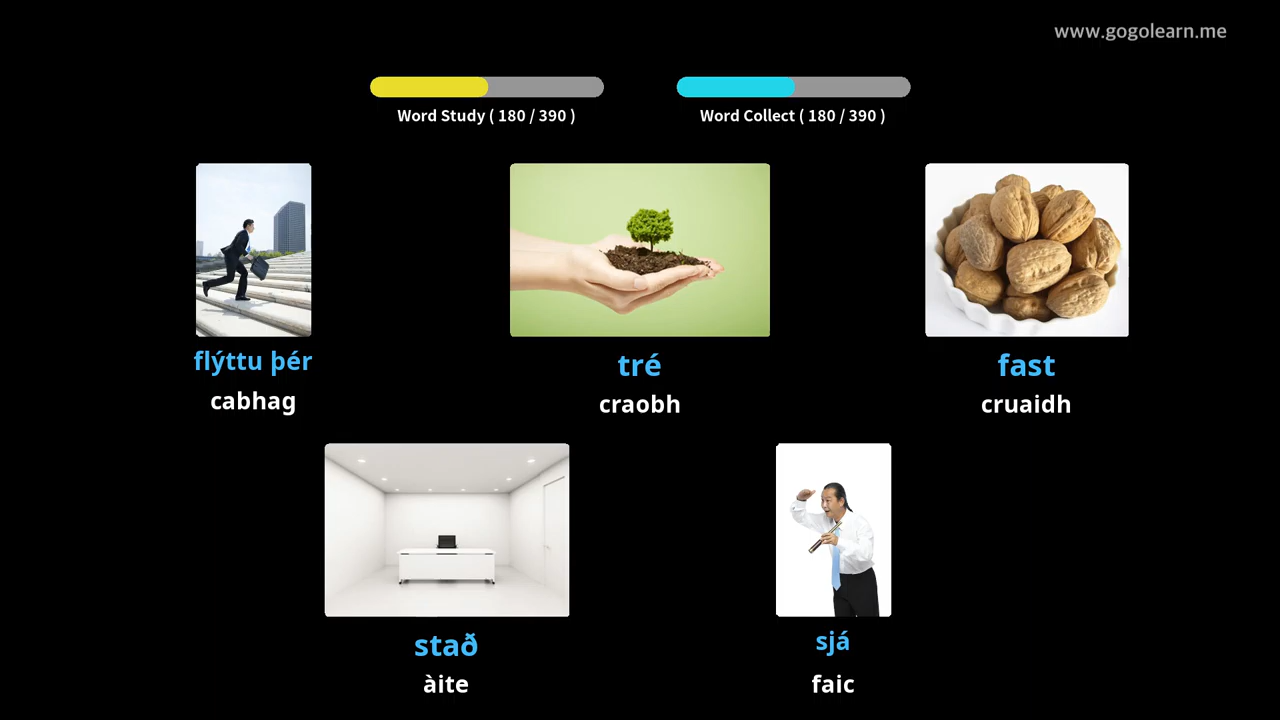 www.gogolearn.me
Word Study ( 180 / 390 )
Word Collect ( 180 / 390 )
flýttu þér
cabhag
tré
craobh
fast
cruaidh
stað
àite
sjá
faic